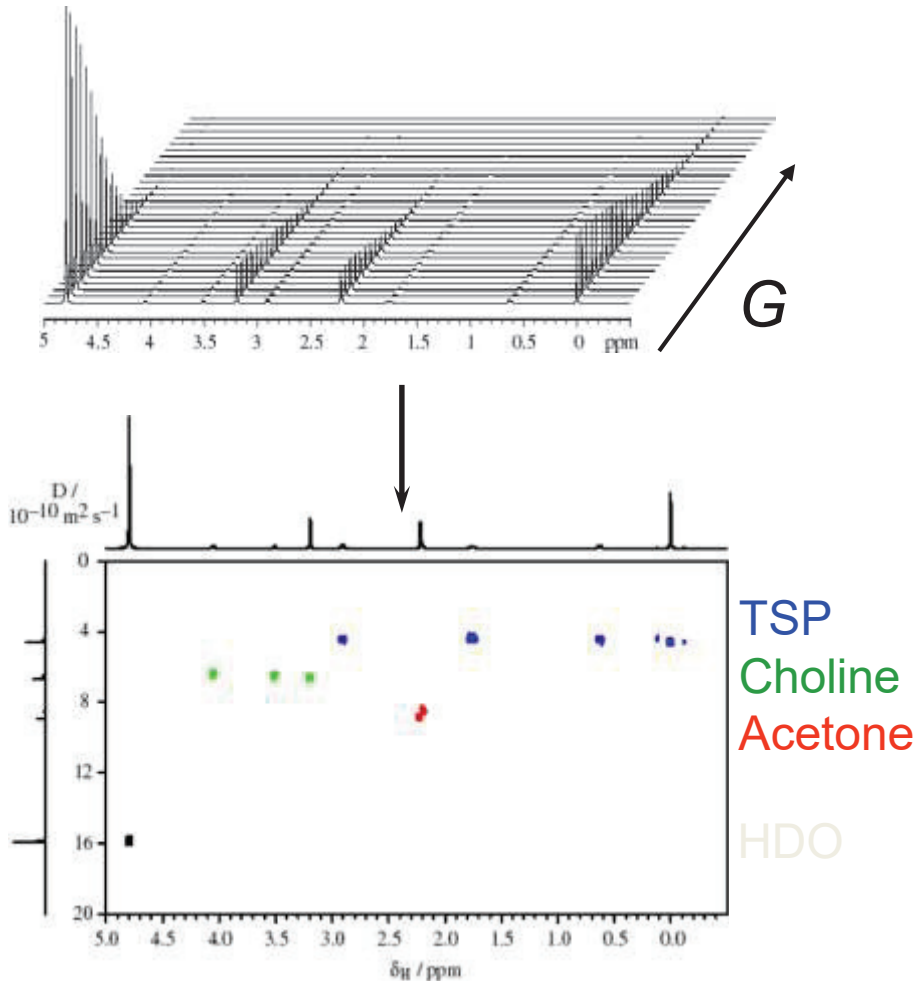 G
5 4.5 4 3.5 3 2.5 2 1.5 1 0.5 0 ppm
D /
10⁻¹⁰ m² s⁻¹
0
4
8
12
16
20
TSP
Choline
Acetone
HDO
5.0 4.5 4.0 3.5 3.0 2.5 2.0 1.5 1.0 0.5 0.0
δH / ppm